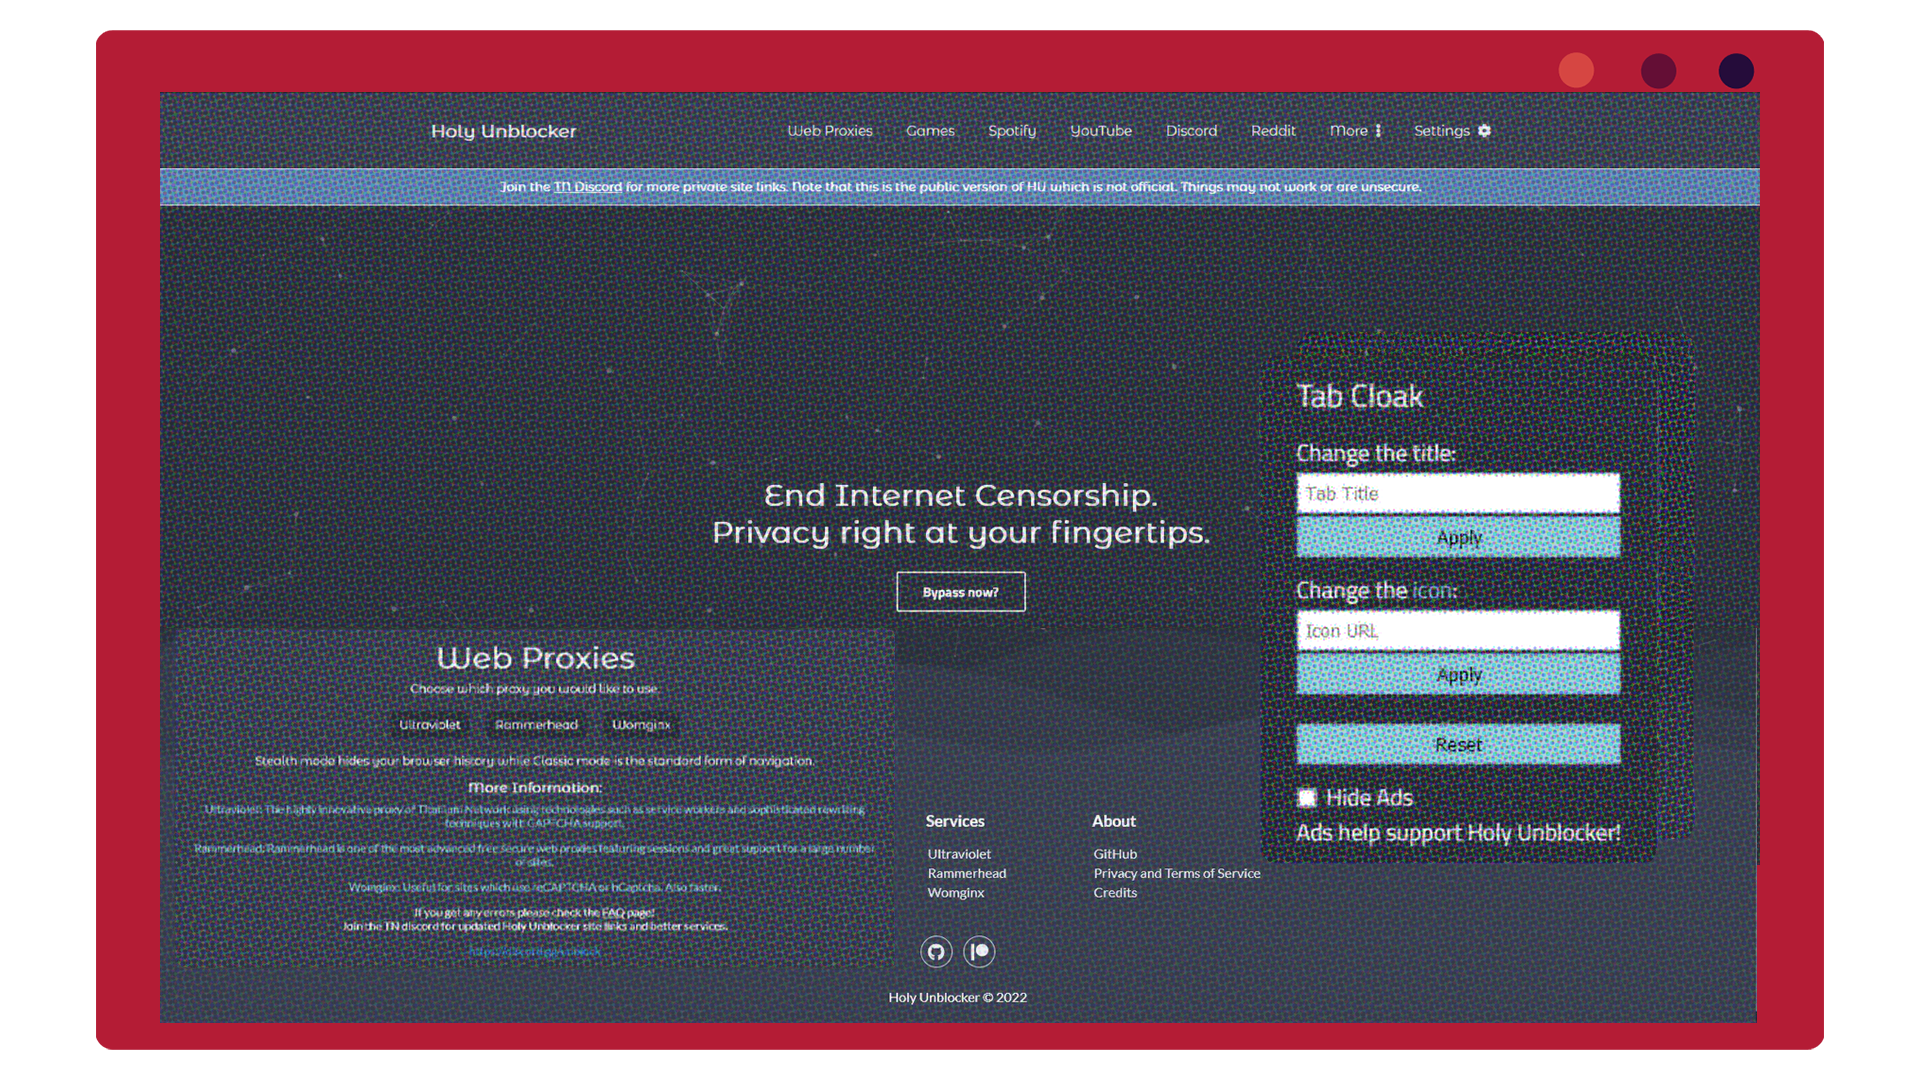 Holy Unblocker
Web Proxies Games Spotify YouTube Discord Reddit More Settings
Join the TN Discord for more private site links. Note that this is the public version of HU which is not official. Things may not work or are unsecure.
End Internet Censorship.
Privacy right at your fingertips.
Bypass now?
Web Proxies
Choose which proxy you would like to use.
Ultraviolet Rammerhead Womginx
Stealth mode hides your browser history while Classic mode is the standard form of navigation.
More Information:
Ultraviolet: The highly innovative proxy of Titanium Network using technologies such as service workers and sophisticated rewriting
techniques with CAPTCHA support.
Rammerhead: Rammerhead is one of the most advanced free secure web proxies featuring sessions and great support for a large number
of sites.
Womginx: Useful for sites which use reCAPTCHA or hCaptcha. Also faster.
If you get any errors please check the FAQ page!
Join the TN discord for updated Holy Unblocker site links and better services.
Services
Ultraviolet
Rammerhead
Womginx
About
GitHub
Privacy and Terms of Service
Credits
Holy Unblocker © 2022
Tab Cloak
Change the title:
Tab Title
Apply
Change the icon:
Icon URL
Apply
Reset
Hide Ads
Ads help support Holy Unblocker!